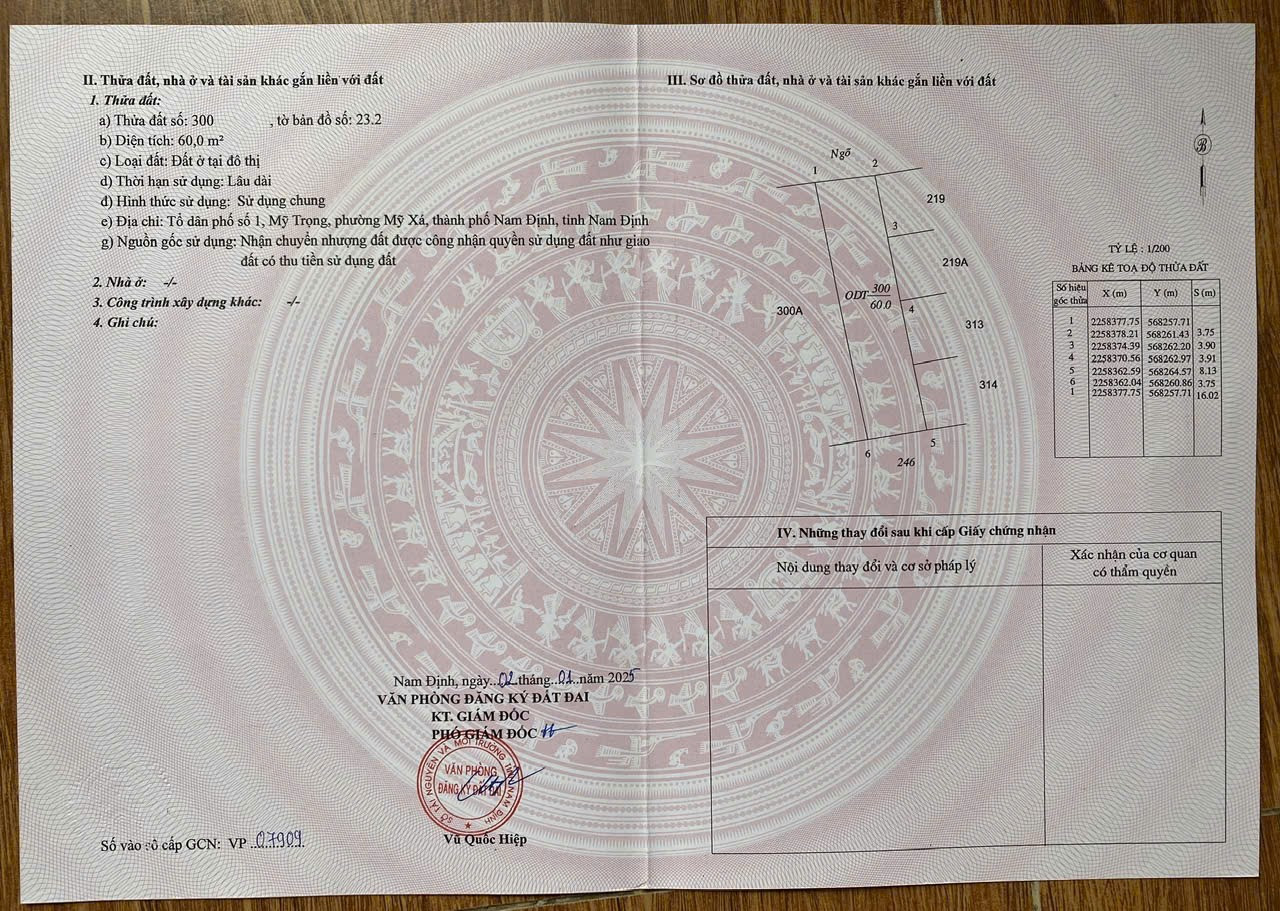 II. Thửa đất, nhà ở và tài sản khác gắn liền với đất
1. Thửa đất:
a) Thửa đất số: 300 , tờ bản đồ số: 23.2
b) Diện tích: 60,0 m²
c) Loại đất: Đất ở tại đô thị
d) Thời hạn sử dụng: Lâu dài
đ) Hình thức sử dụng: Sử dụng chung
e) Địa chỉ: Tổ dân phố số 1, Mỹ Trọng, phường Mỹ Xá, thành phố Nam Định, tỉnh Nam Định
g) Nguồn gốc sử dụng: Nhận chuyển nhượng đất được công nhận quyền sử dụng đất như giao
đất có thu tiền sử dụng đất
2. Nhà ở: -/-
3. Công trình xây dựng khác: -/-
4. Ghi chú:
Nam Định, ngày...02.tháng..01..năm 2025
VĂN PHÒNG ĐĂNG KÝ ĐẤT ĐAI
KT. GIÁM ĐỐC
PHÓ GIÁM ĐỐC
SỞ TÀI NGUYÊN VÀ MÔI TRƯỜNG TỈNH NAM ĐỊNH
VĂN PHÒNG
ĐĂNG KÝ ĐẤT ĐAI
Vũ Quốc Hiệp
Số vào sổ cấp GCN: VP ..07909.
III. Sơ đồ thửa đất, nhà ở và tài sản khác gắn liền với đất
B
Ngõ
1
2
219
3
219A
300A
ODT 300
60.0
4
313
314
5
6
246
TỶ LỆ : 1/200
BẢNG KÊ TOẠ ĐỘ THỬA ĐẤT
Số hiệu
góc thửa X (m) Y (m) S (m)
1 2258377.75 568257.71
2 2258378.21 568261.43 3.75
3 2258374.39 568262.20 3.90
4 2258370.56 568262.97 3.91
5 2258362.59 568264.57 8.13
6 2258362.04 568260.86 3.75
1 2258377.75 568257.71 16.02
IV. Những thay đổi sau khi cấp Giấy chứng nhận
Nội dung thay đổi và cơ sở pháp lý
Xác nhận của cơ quan
có thẩm quyền